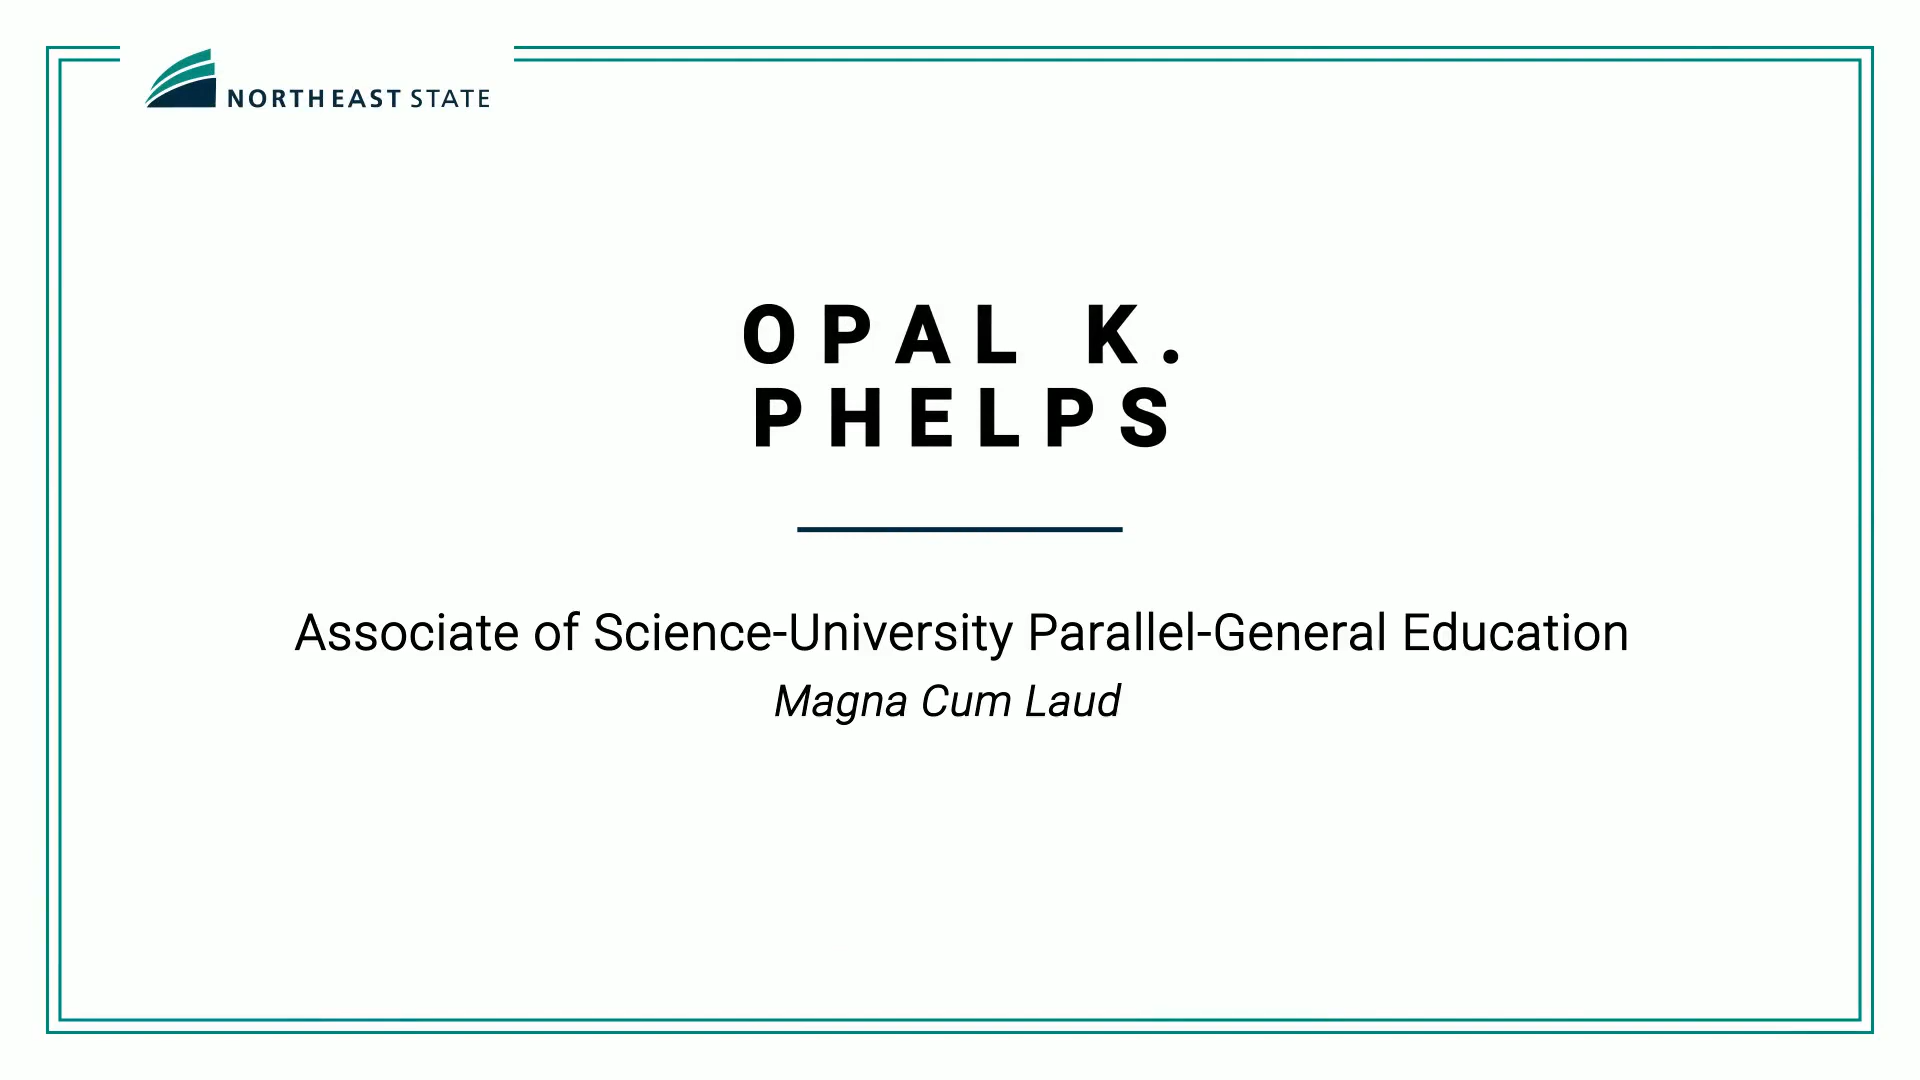 NORTHEAST STATE
OPAL K.
PHELPS
Associate of Science-University Parallel-General Education
Magna Cum Laud